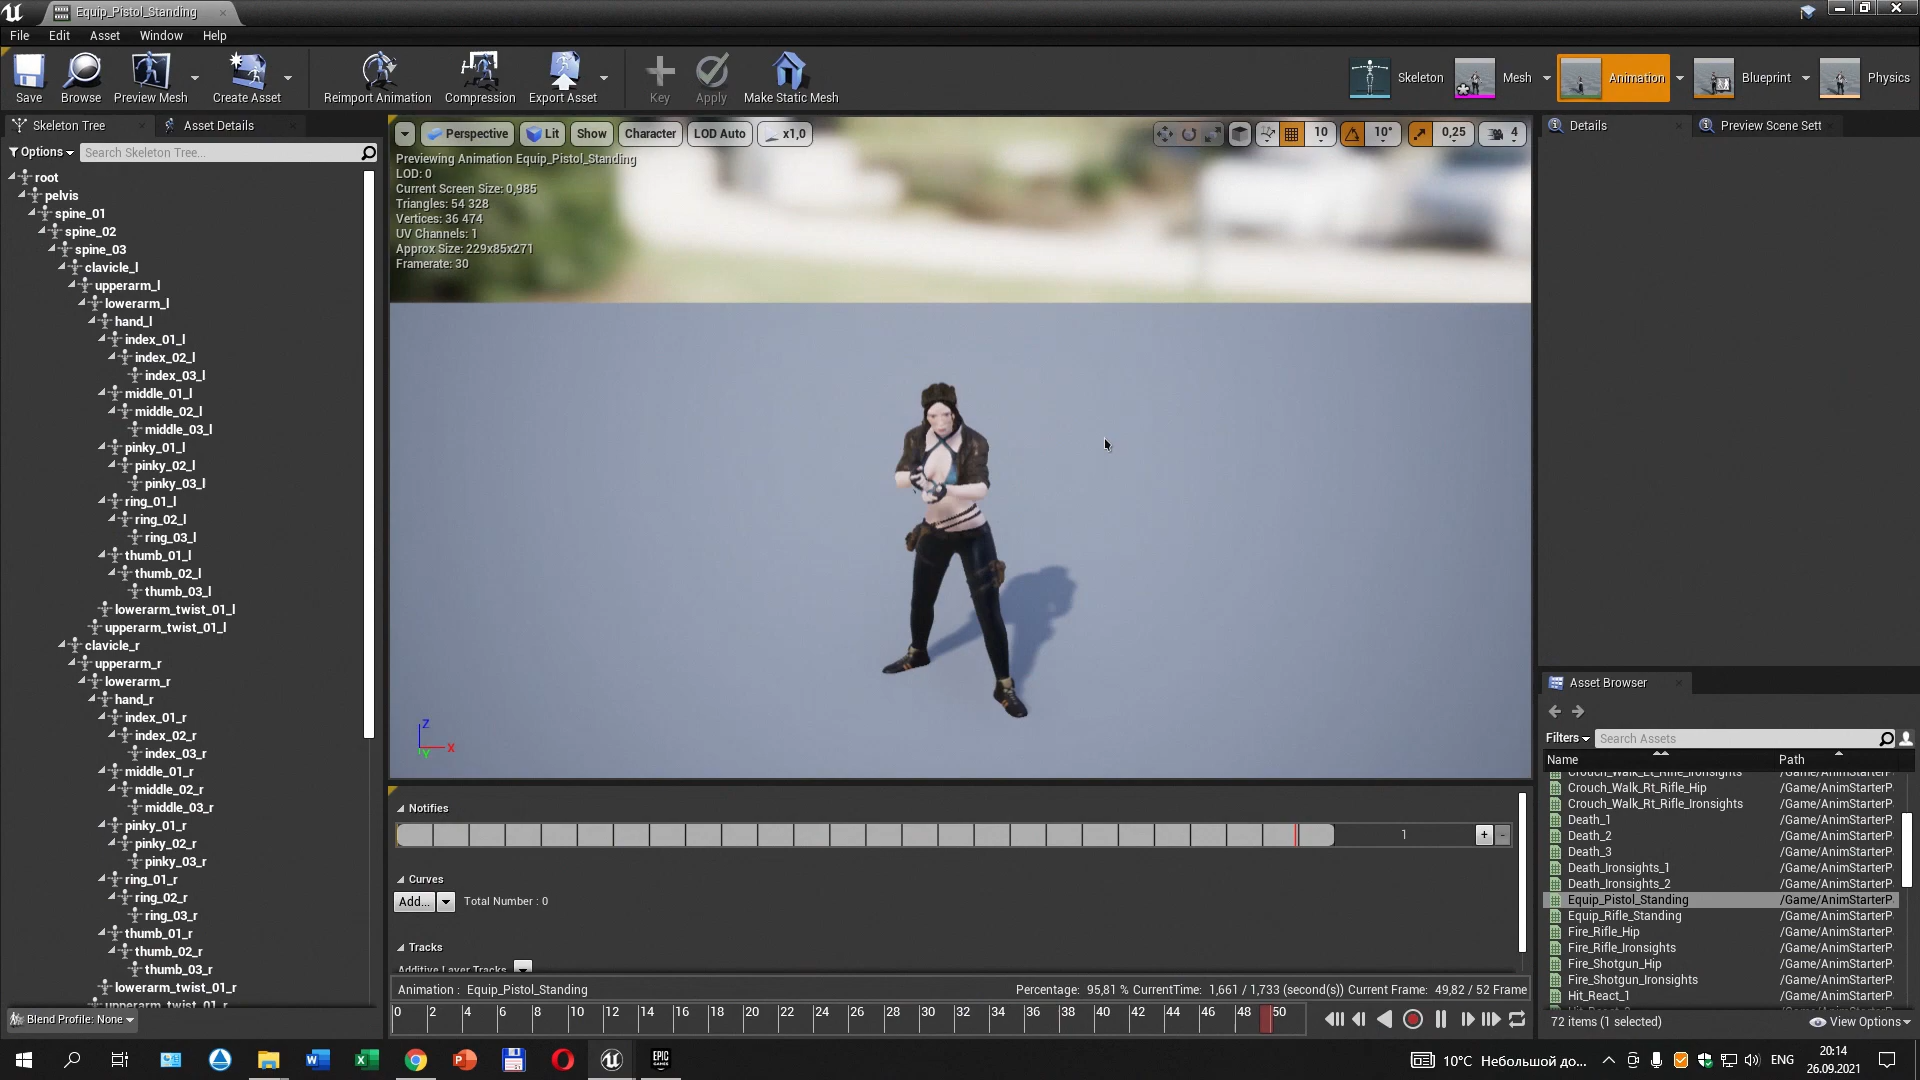 Equip_Pistol_Standing
File Edit Asset Window Help
Save Browse Preview Mesh Create Asset Reimport Animation Compression Export Asset Key Apply Make Static Mesh Skeleton Mesh Animation Blueprint Physics
Skeleton Tree Asset Details
Options Search Skeleton Tree...
root
pelvis
spine_01
spine_02
spine_03
clavicle_l
upperarm_l
lowerarm_l
hand_l
index_01_l
index_02_l
index_03_l
middle_01_l
middle_02_l
middle_03_l
pinky_01_l
pinky_02_l
pinky_03_l
ring_01_l
ring_02_l
ring_03_l
thumb_01_l
thumb_02_l
thumb_03_l
lowerarm_twist_01_l
upperarm_twist_01_l
clavicle_r
upperarm_r
lowerarm_r
hand_r
index_01_r
index_02_r
index_03_r
middle_01_r
middle_02_r
middle_03_r
pinky_01_r
pinky_02_r
pinky_03_r
ring_01_r
ring_02_r
ring_03_r
thumb_01_r
thumb_02_r
thumb_03_r
lowerarm_twist_01_r
upperarm_twist_01_r
Blend Profile: None
Perspective Lit Show Character LOD Auto x1,0 10 10° 0,25 4
Previewing Animation Equip_Pistol_Standing
LOD: 0
Current Screen Size: 0,985
Triangles: 54 328
Vertices: 36 474
UV Channels: 1
Approx Size: 229x85x271
Framerate: 30
Z
X
Y
Notifies
1 + -
Curves
Add... Total Number : 0
Tracks
Additive Layer Tracks
Animation : Equip_Pistol_Standing Percentage: 95,81 % CurrentTime: 1,661 / 1,733 (second(s)) Current Frame: 49,82 / 52 Frame
0 2 4 6 8 10 12 14 16 18 20 22 24 26 28 30 32 34 36 38 40 42 44 46 48 50
Details Preview Scene Sett
Asset Browser
Filters Search Assets
Name Path
Crouch_Walk_Lt_Rifle_Ironsights /Game/AnimStarterP
Crouch_Walk_Rt_Rifle_Hip /Game/AnimStarterP
Crouch_Walk_Rt_Rifle_Ironsights /Game/AnimStarterP
Death_1 /Game/AnimStarterP
Death_2 /Game/AnimStarterP
Death_3 /Game/AnimStarterP
Death_Ironsights_1 /Game/AnimStarterP
Death_Ironsights_2 /Game/AnimStarterP
Equip_Pistol_Standing /Game/AnimStarterP
Equip_Rifle_Standing /Game/AnimStarterP
Fire_Rifle_Hip /Game/AnimStarterP
Fire_Rifle_Ironsights /Game/AnimStarterP
Fire_Shotgun_Hip /Game/AnimStarterP
Fire_Shotgun_Ironsights /Game/AnimStarterP
Hit_React_1 /Game/AnimStarterP
72 items (1 selected) View Options
EPIC GAMES
10°C Небольшой до... ENG 20:14
26.09.2021